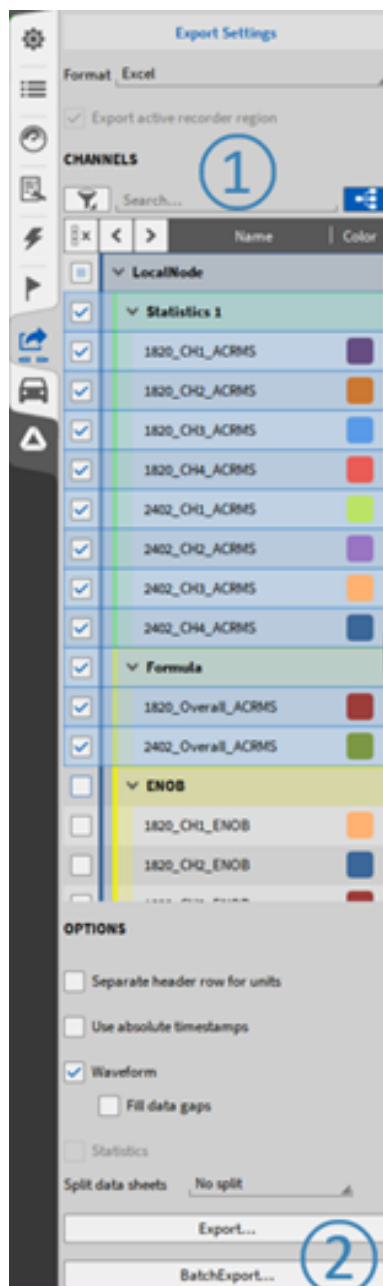 Export Settings
Format Excel
Export active recorder region
CHANNELS
1
Search...
x < > Name Color
LocalNode
Statistics 1
1820_CH1_ACRMS
1820_CH2_ACRMS
1820_CH3_ACRMS
1820_CH4_ACRMS
2402_CH1_ACRMS
2402_CH2_ACRMS
2402_CH3_ACRMS
2402_CH4_ACRMS
Formula
1820_Overall_ACRMS
2402_Overall_ACRMS
ENOB
1820_CH1_ENOB
1820_CH2_ENOB
OPTIONS
Separate header row for units
Use absolute timestamps
Waveform
Fill data gaps
Statistics
Split data sheets No split
Export...
2
BatchExport...